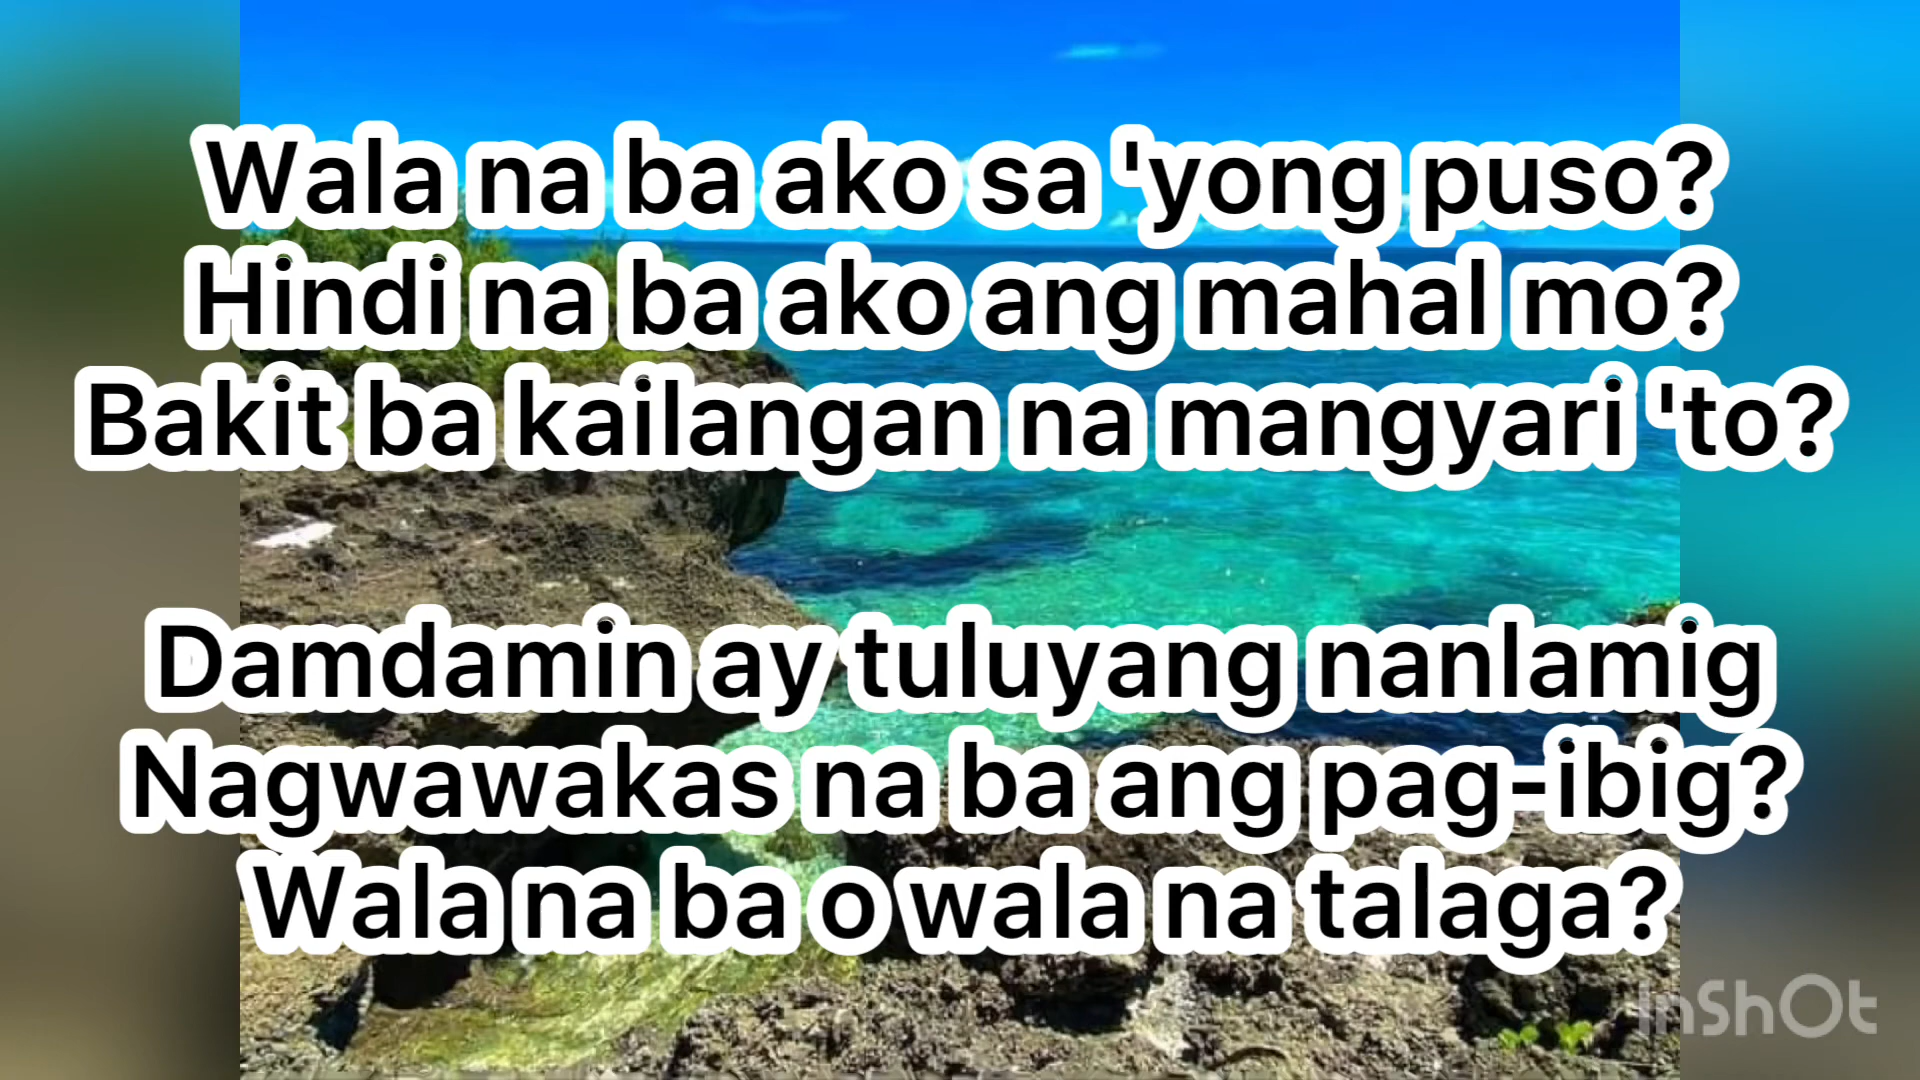 Wala na ba ako sa 'yong puso?
Hindi na ba ako ang mahal mo?
Bakit ba kailangan na mangyari 'to?
Damdamin ay tuluyang nanlamig
Nagwawakas na ba ang pag-ibig?
Wala na ba o wala na talaga?
InShOt